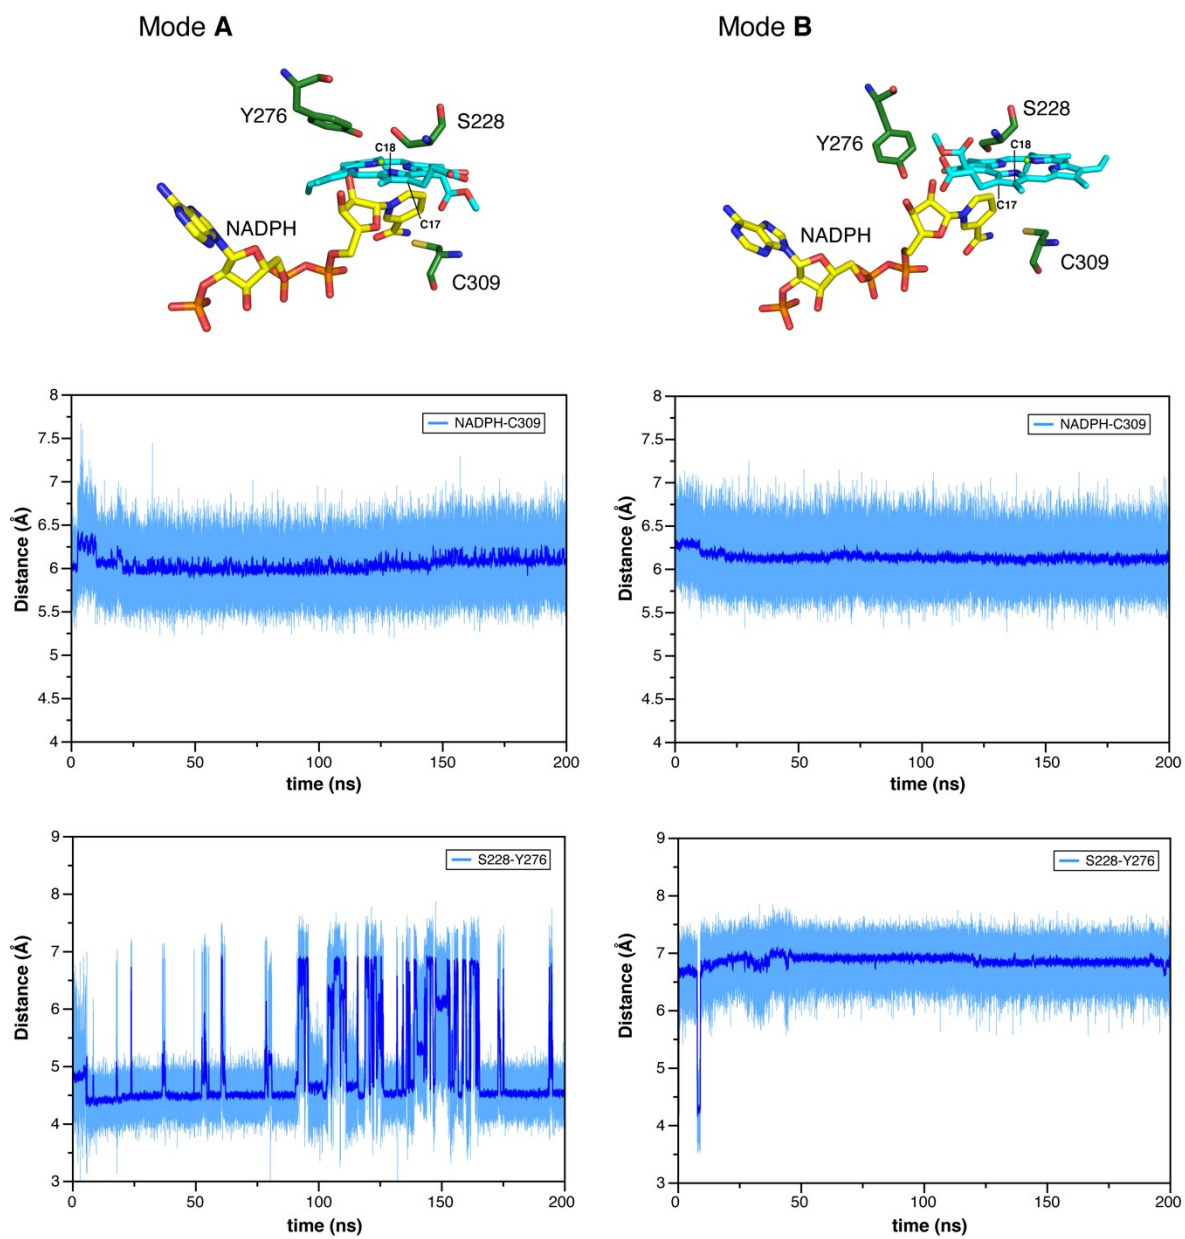 Mode A
Mode B
Y276
S228
C18
NADPH
C17
C309
Y276
S228
C18
NADPH
C17
C309
8
7.5
7
6.5
6
5.5
5
4.5
4
Distance (Å)
NADPH-C309
0
50
100
150
200
time (ns)
8
7.5
7
6.5
6
5.5
5
4.5
4
Distance (Å)
NADPH-C309
0
50
100
150
200
time (ns)
9
8
7
6
5
4
3
Distance (Å)
S228-Y276
0
50
100
150
200
time (ns)
9
8
7
6
5
4
3
Distance (Å)
S228-Y276
0
50
100
150
200
time (ns)